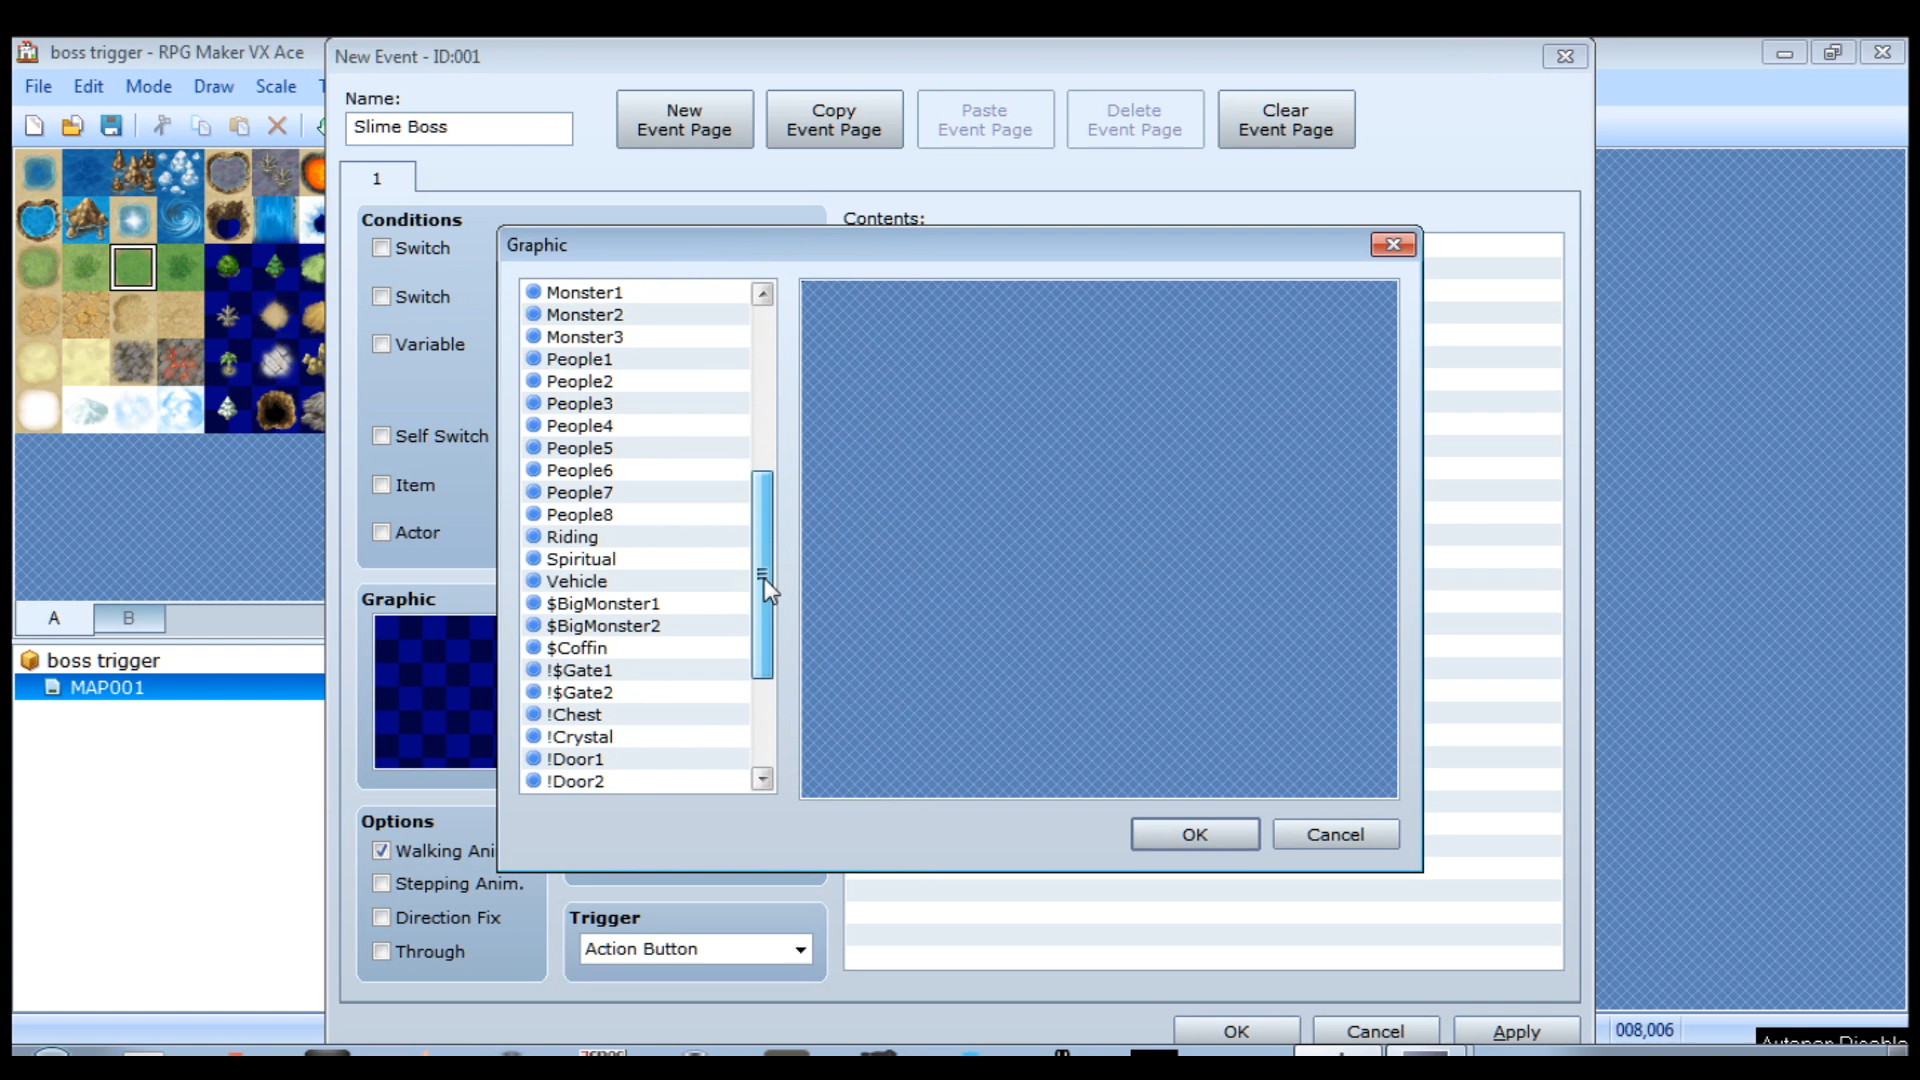 boss trigger - RPG Maker VX Ace
File Edit Mode Draw Scale
New Event - ID:001
Name:
Slime Boss
New
Event Page
Copy
Event Page
Paste
Event Page
Delete
Event Page
Clear
Event Page
1
Conditions
Switch
Switch
Variable
Self Switch
Item
Actor
Contents:
Graphic
Options
Walking Ani
Stepping Anim.
Direction Fix
Through
Trigger
Action Button
OK
Cancel
Apply
Graphic
Monster1
Monster2
Monster3
People1
People2
People3
People4
People5
People6
People7
People8
Riding
Spiritual
Vehicle
$BigMonster1
$BigMonster2
$Coffin
!$Gate1
!$Gate2
!Chest
!Crystal
!Door1
!Door2
OK
Cancel
A
B
boss trigger
MAP001
008,006